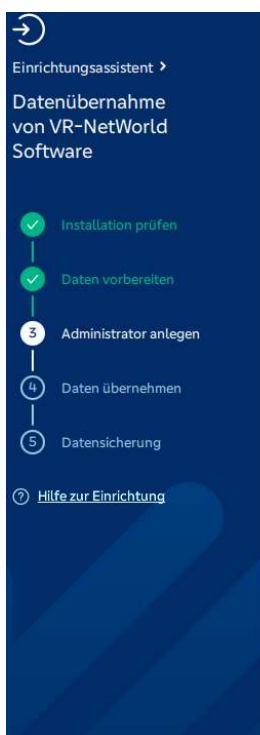 Einrichtungsassistent >
Datenübernahme
von VR-NetWorld
Software
Installation prüfen
Daten vorbereiten
3 Administrator anlegen
4 Daten übernehmen
5 Datensicherung
? Hilfe zur Einrichtung